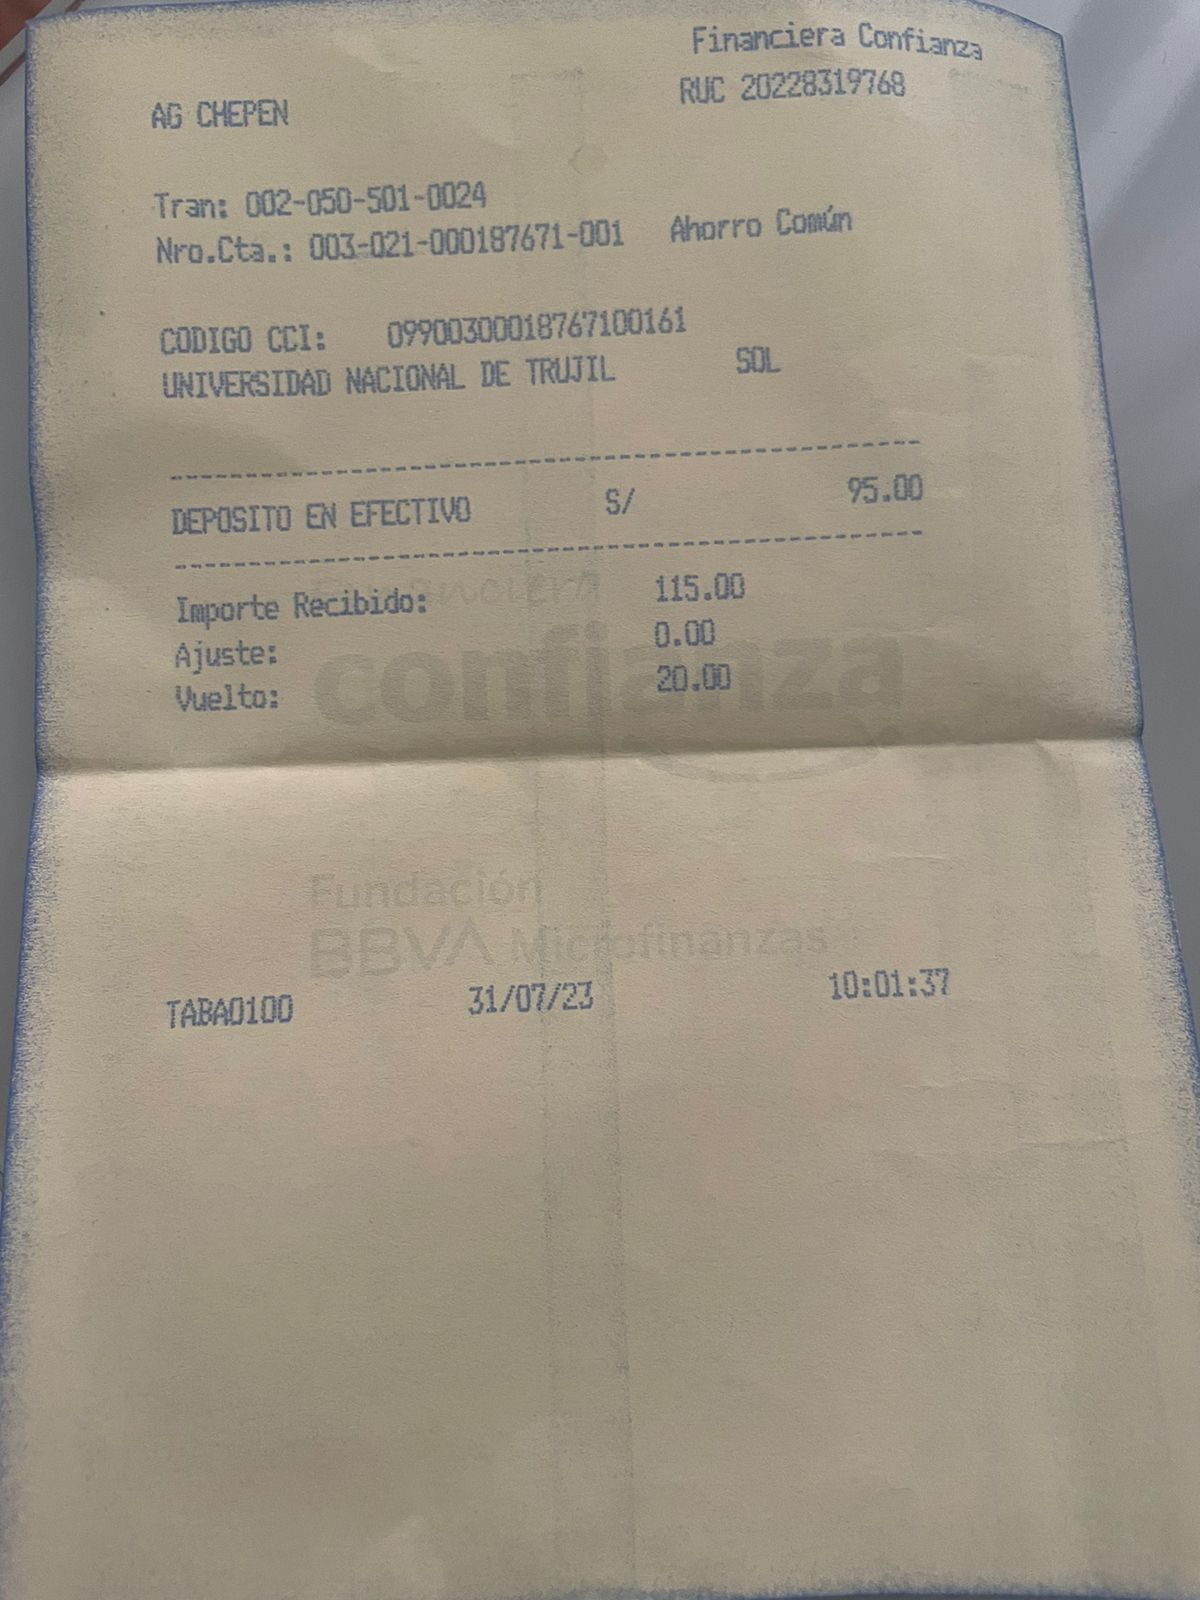 Financiera Confianza
AG CHEPEN RUC 20228319768
Tran: 002-050-501-0024
Nro.Cta.: 003-021-000187671-001 Ahorro Común
CODIGO CCI: 09900300018767100161
UNIVERSIDAD NACIONAL DE TRUJIL SOL
DEPOSITO EN EFECTIVO S/ 95.00
Financiera
Importe Recibido: 115.00
Ajuste: 0.00
confianza
Vuelto: 20.00
Fundación
BBVA Microfinanzas
TABA0100 31/07/23 10:01:37